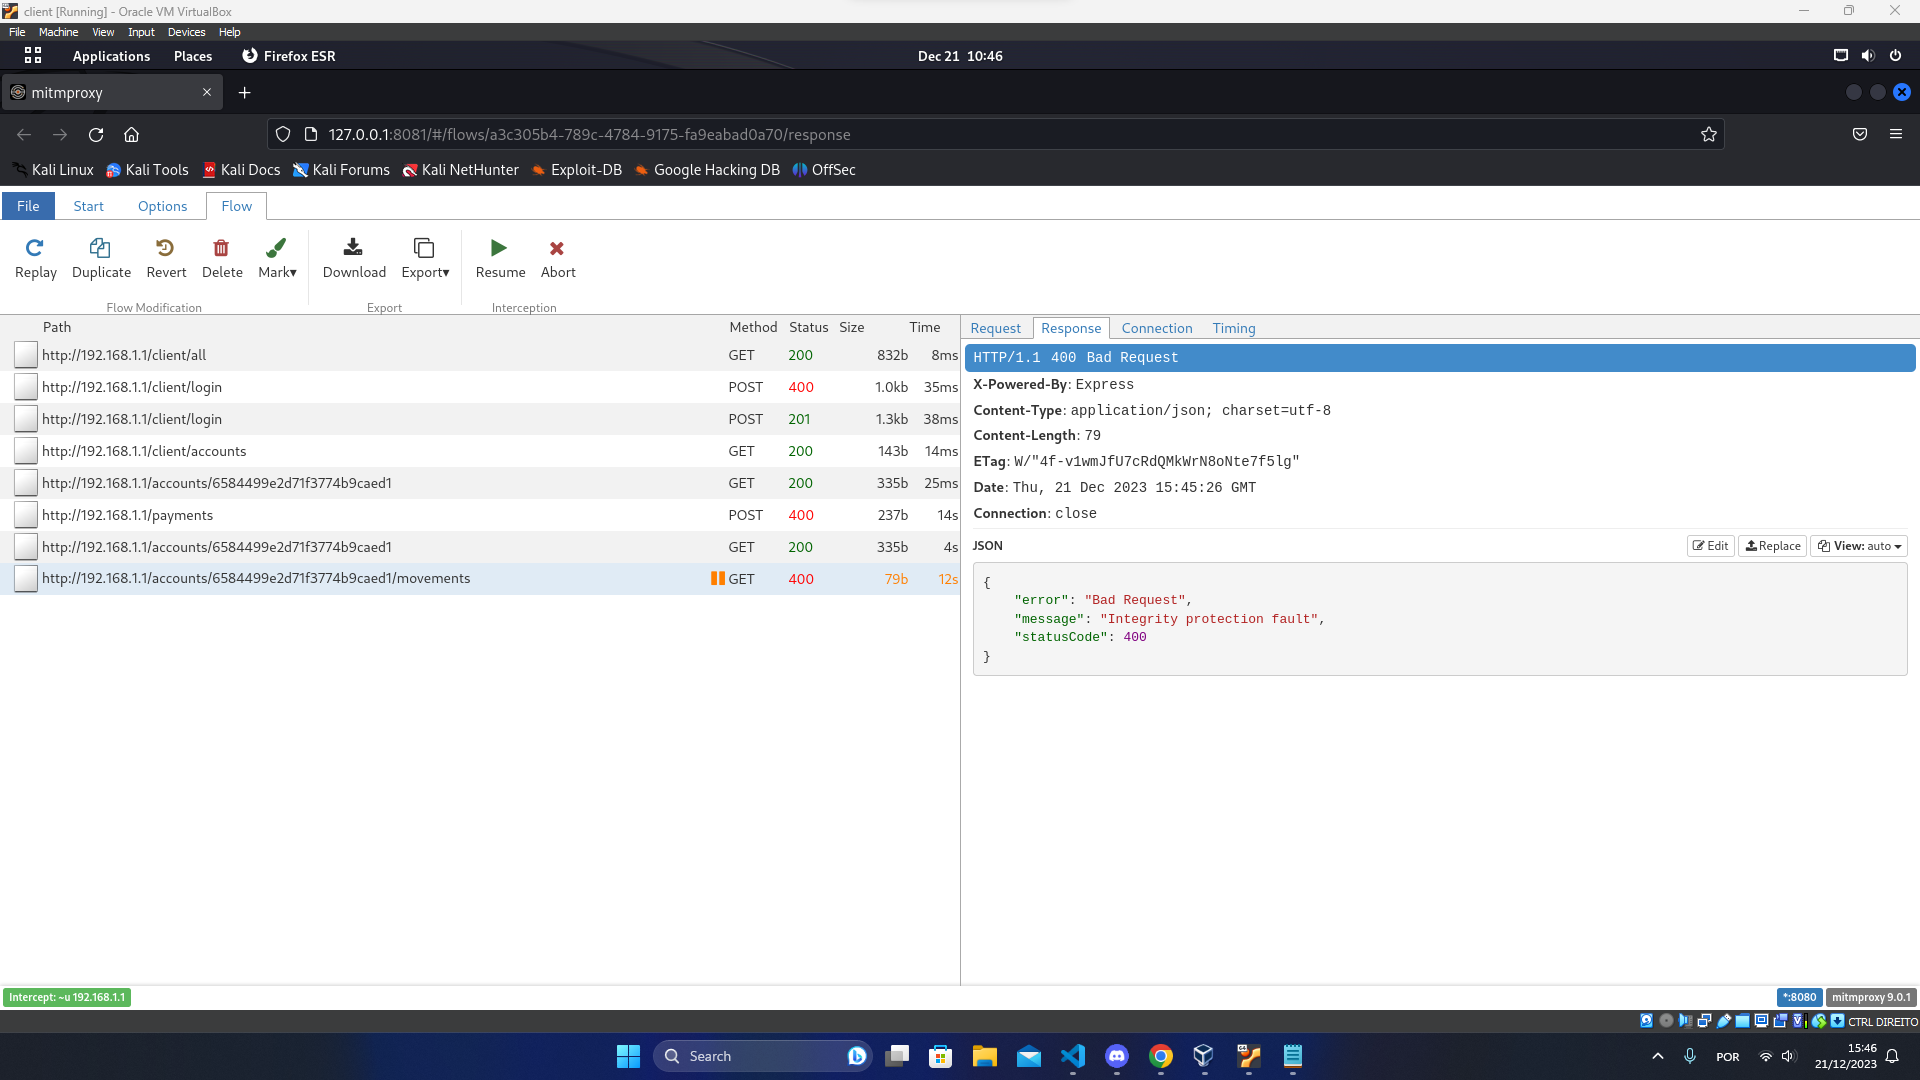 client [Running] - Oracle VM VirtualBox
File Machine View Input Devices Help
Applications Places Firefox ESR Dec 21 10:46
mitmproxy
127.0.0.1:8081/#/flows/a3c305b4-789c-4784-9175-fa9eabad0a70/response
Kali Linux Kali Tools Kali Docs Kali Forums Kali NetHunter Exploit-DB Google Hacking DB OffSec
File Start Options Flow
Replay Duplicate Revert Delete Mark▾ Download Export▾ Resume Abort
Flow Modification Export Interception
Path Method Status Size Time
http://192.168.1.1/client/all GET 200 832b 8ms
http://192.168.1.1/client/login POST 400 1.0kb 35ms
http://192.168.1.1/client/login POST 201 1.3kb 38ms
http://192.168.1.1/client/accounts GET 200 143b 14ms
http://192.168.1.1/accounts/6584499e2d71f3774b9caed1 GET 200 335b 25ms
http://192.168.1.1/payments POST 400 237b 14s
http://192.168.1.1/accounts/6584499e2d71f3774b9caed1 GET 200 335b 4s
http://192.168.1.1/accounts/6584499e2d71f3774b9caed1/movements GET 400 79b 12s
Request Response Connection Timing
HTTP/1.1 400 Bad Request
X-Powered-By: Express
Content-Type: application/json; charset=utf-8
Content-Length: 79
ETag: W/"4f-v1wmJfU7cRdQMkWrN8oNte7f5lg"
Date: Thu, 21 Dec 2023 15:45:26 GMT
Connection: close
JSON Edit Replace View: auto
{
"error": "Bad Request",
"message": "Integrity protection fault",
"statusCode": 400
}
Intercept: ~u 192.168.1.1 *:8080 mitmproxy 9.0.1
CTRL DIREITO
Search POR 15:46
21/12/2023